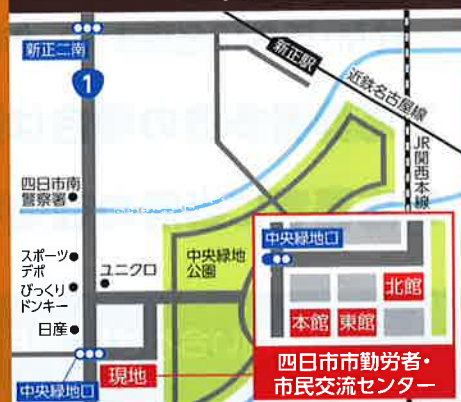 新正二南
新正駅
1
近鉄名古屋線
JR関西本線
四日市南
警察署
スポーツ
デポ
びっくり
ドンキー
日産
ユニクロ
中央緑地
公園
中央緑地口
北館
本館
東館
現地
四日市市勤労者・
市民交流センター
中央緑地口